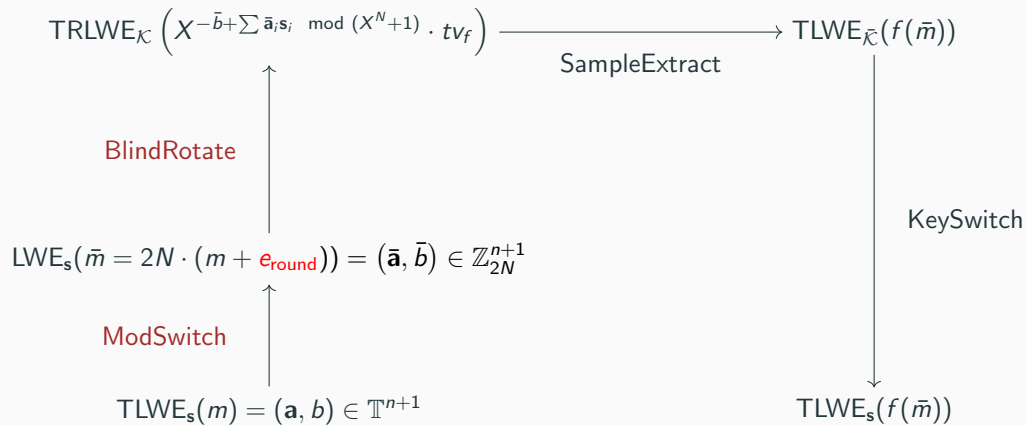 TRLWE_𝒦 ( X^{−b̄+∑ ā_i s_i mod (X^N+1)} · tv_f )
TLWE_𝒦̄(f(m̄))
SampleExtract
BlindRotate
KeySwitch
LWE_s(m̄ = 2N · (m + e_round)) = (ā, b̄) ∈ ℤ_{2N}^{n+1}
ModSwitch
TLWE_s(m) = (a, b) ∈ 𝕋^{n+1}
TLWE_s(f(m̄))